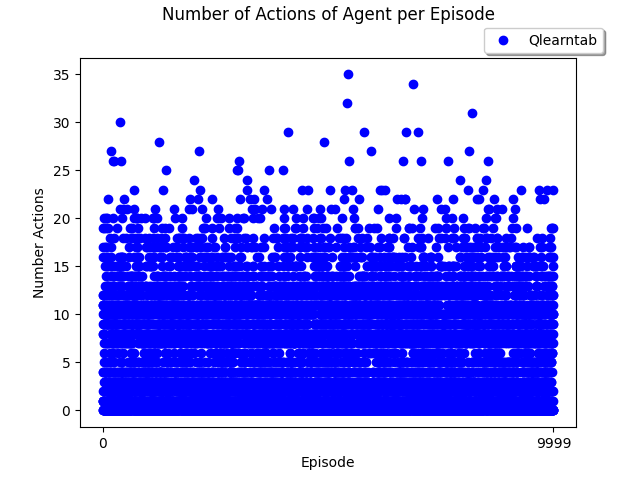 Number of Actions of Agent per Episode
Qlearntab
35
30
25
20
15
10
5
0
Number Actions
0 9999
Episode